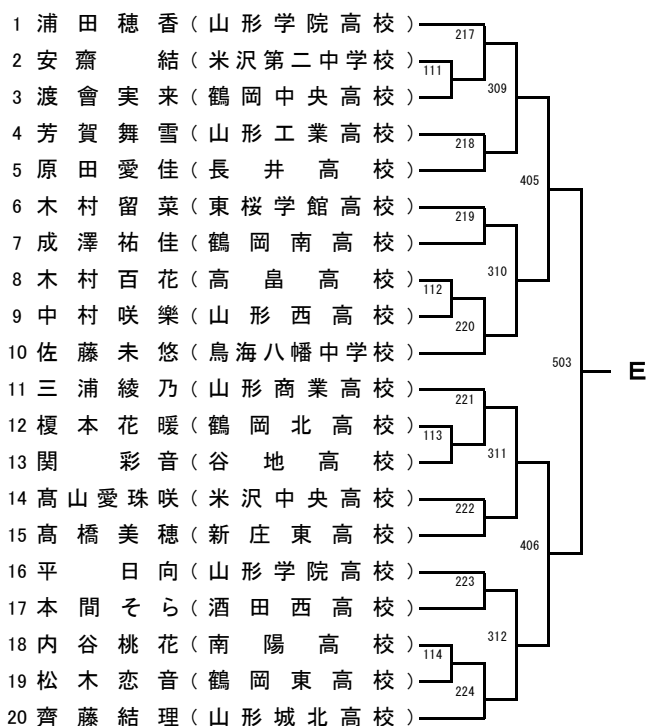 1 浦田穂香(山形学院高校)
217
2 安齋 結(米沢第二中学校)
111
3 渡會実来(鶴岡中央高校)
309
4 芳賀舞雪(山形工業高校)
218
5 原田愛佳(長井高校)
405
6 木村留菜(東桜学館高校)
219
7 成澤祐佳(鶴岡南高校)
310
8 木村百花(高畠高校)
112
9 中村咲樂(山形西高校)
220
10 佐藤未悠(鳥海八幡中学校)
503 E
11 三浦綾乃(山形商業高校)
221
12 榎本花暖(鶴岡北高校)
113
13 関 彩音(谷地高校)
311
14 髙山愛珠咲(米沢中央高校)
222
15 髙橋美穂(新庄東高校)
406
16 平 日向(山形学院高校)
223
17 本間そら(酒田西高校)
312
18 内谷桃花(南陽高校)
114
19 松木恋音(鶴岡東高校)
224
20 齊藤結理(山形城北高校)